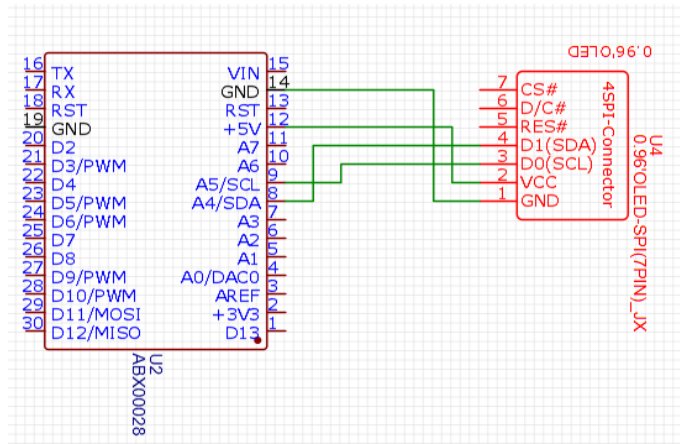 16 TX VIN 15
17 RX GND 14
18 RST RST 13
19 GND +5V 12
20 D2 A7 11
21 D3/PWM A6 10
22 D4 A5/SCL 9
23 D5/PWM A4/SDA 8
24 D6/PWM A3 7
25 D7 A2 6
26 D8 A1 5
27 D9/PWM A0/DAC0 4
28 D10/PWM AREF 3
29 D11/MOSI +3V3 2
30 D12/MISO D13 1
U2
ABX00028
0.96'OLED
7 CS#
6 D/C#
5 RES#
4 D1(SDA)
3 D0(SCL)
2 VCC
1 GND
4SPI-Connector
U4
0.96'OLED-SPI(7PIN)_JX